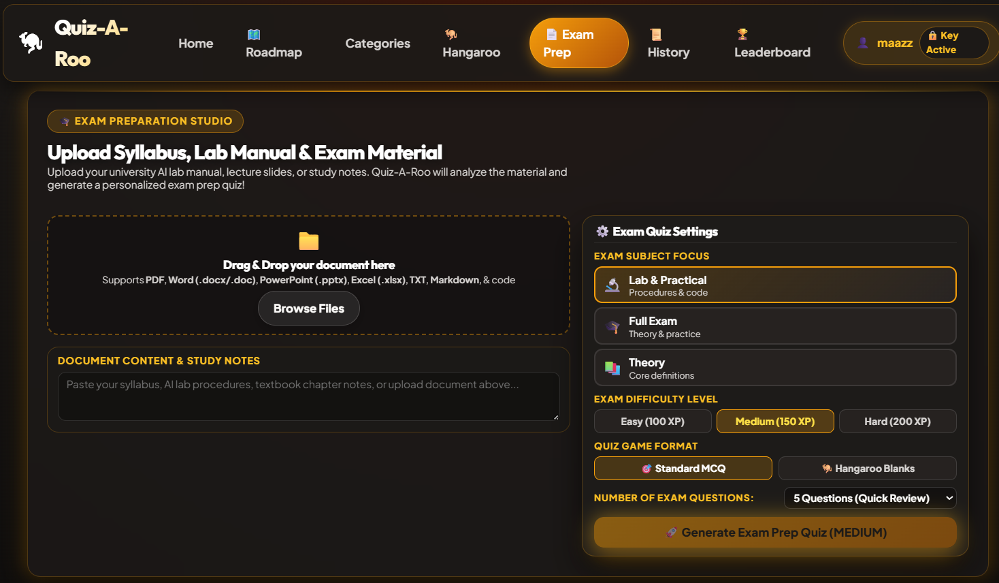 Quiz-A-
Roo
Home
Roadmap
Categories
Hangaroo
Exam
Prep
History
Leaderboard
maazz
Key
Active
EXAM PREPARATION STUDIO
Upload Syllabus, Lab Manual & Exam Material
Upload your university AI lab manual, lecture slides, or study notes. Quiz-A-Roo will analyze the material and
generate a personalized exam prep quiz!
Drag & Drop your document here
Supports PDF, Word (.docx/.doc), PowerPoint (.pptx), Excel (.xlsx), TXT, Markdown, & code
Browse Files
DOCUMENT CONTENT & STUDY NOTES
Paste your syllabus, AI lab procedures, textbook chapter notes, or upload document above...
Exam Quiz Settings
EXAM SUBJECT FOCUS
Lab & Practical
Procedures & code
Full Exam
Theory & practice
Theory
Core definitions
EXAM DIFFICULTY LEVEL
Easy (100 XP)
Medium (150 XP)
Hard (200 XP)
QUIZ GAME FORMAT
Standard MCQ
Hangaroo Blanks
NUMBER OF EXAM QUESTIONS:
5 Questions (Quick Review)
Generate Exam Prep Quiz (MEDIUM)